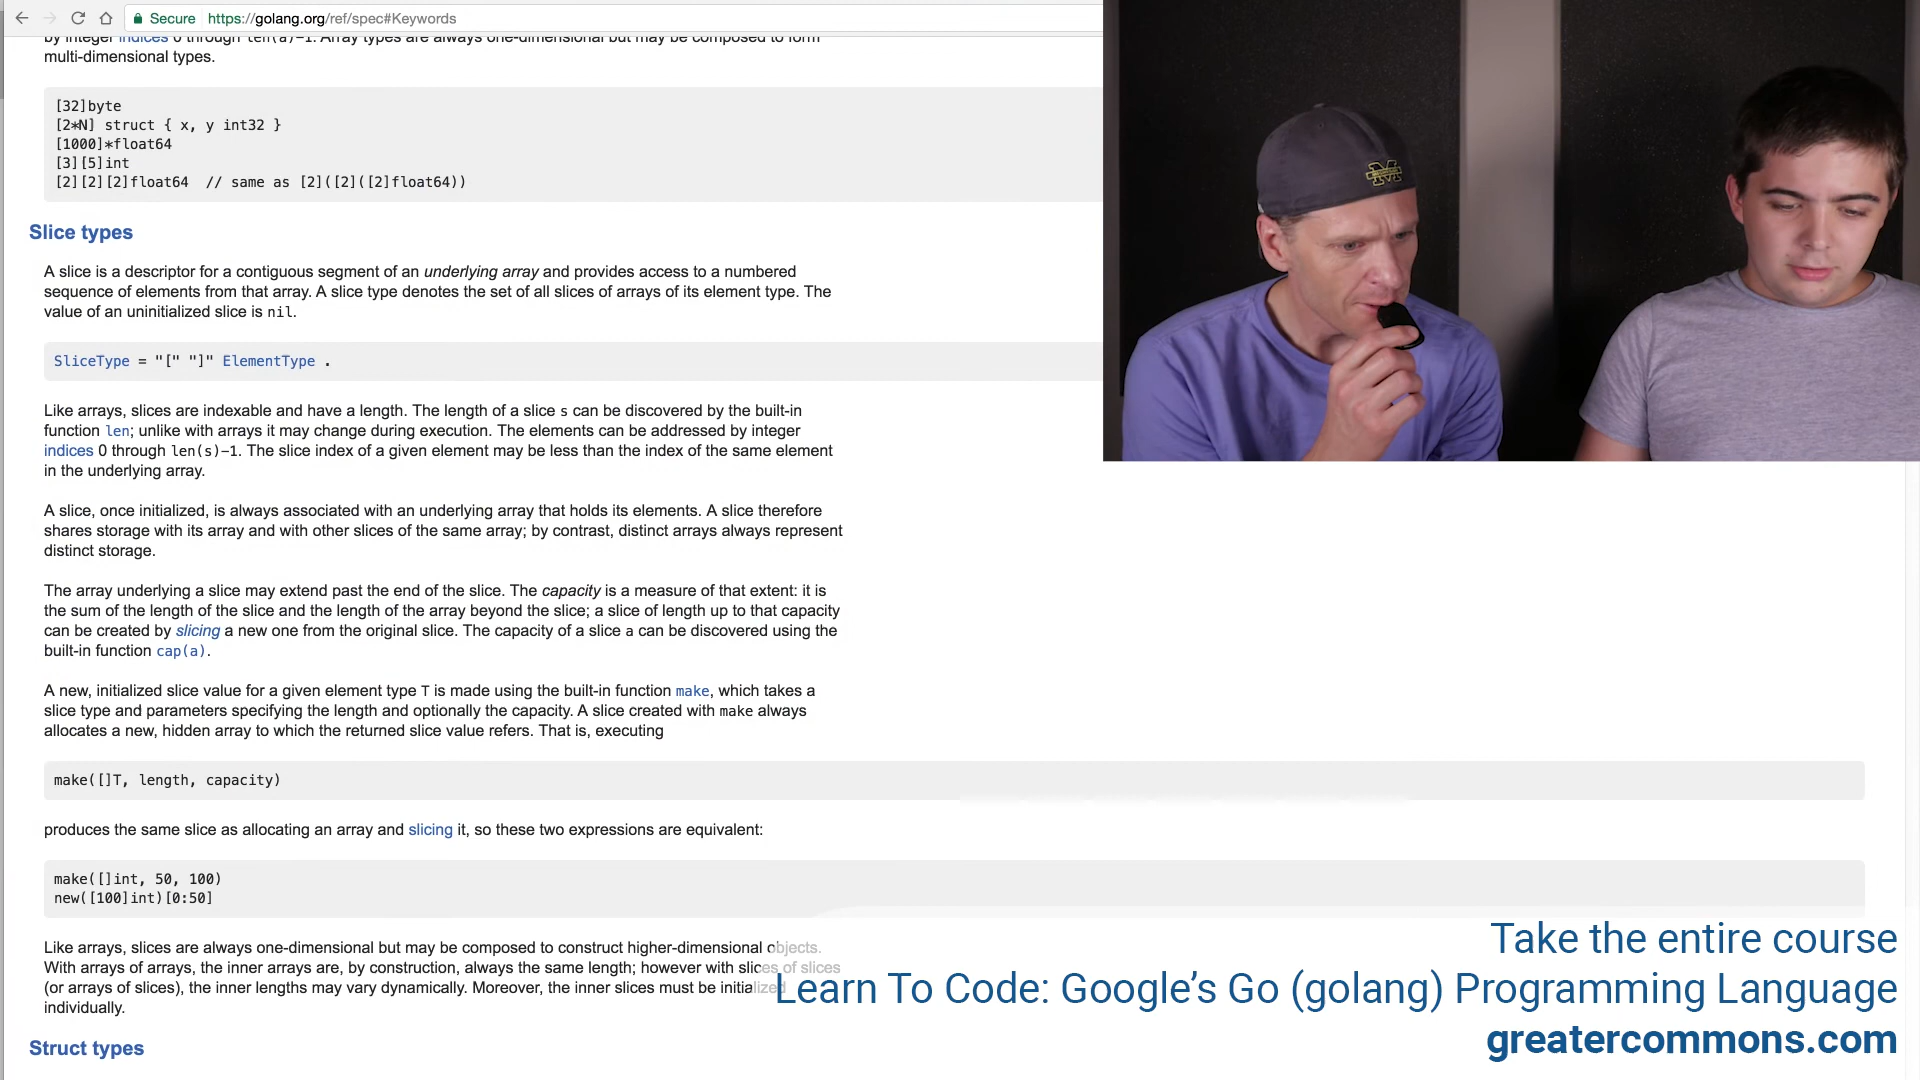 Secure https://golang.org/ref/spec#Keywords
by integer indices 0 through len(a)-1. Array types are always one-dimensional but may be composed to form
multi-dimensional types.
[32]byte
[2*N] struct { x, y int32 }
[1000]*float64
[3][5]int
[2][2][2]float64  // same as [2]([2]([2]float64))
Slice types
A slice is a descriptor for a contiguous segment of an underlying array and provides access to a numbered
sequence of elements from that array. A slice type denotes the set of all slices of arrays of its element type. The
value of an uninitialized slice is nil.
SliceType = "[" "]" ElementType .
Like arrays, slices are indexable and have a length. The length of a slice s can be discovered by the built-in
function len; unlike with arrays it may change during execution. The elements can be addressed by integer
indices 0 through len(s)-1. The slice index of a given element may be less than the index of the same element
in the underlying array.
A slice, once initialized, is always associated with an underlying array that holds its elements. A slice therefore
shares storage with its array and with other slices of the same array; by contrast, distinct arrays always represent
distinct storage.
The array underlying a slice may extend past the end of the slice. The capacity is a measure of that extent: it is
the sum of the length of the slice and the length of the array beyond the slice; a slice of length up to that capacity
can be created by slicing a new one from the original slice. The capacity of a slice a can be discovered using the
built-in function cap(a).
A new, initialized slice value for a given element type T is made using the built-in function make, which takes a
slice type and parameters specifying the length and optionally the capacity. A slice created with make always
allocates a new, hidden array to which the returned slice value refers. That is, executing
make([]T, length, capacity)
produces the same slice as allocating an array and slicing it, so these two expressions are equivalent:
make([]int, 50, 100)
new([100]int)[0:50]
Like arrays, slices are always one-dimensional but may be composed to construct higher-dimensional objects.
With arrays of arrays, the inner arrays are, by construction, always the same length; however with slices of slices
(or arrays of slices), the inner lengths may vary dynamically. Moreover, the inner slices must be initialized
individually.
Struct types
M
Take the entire course
Learn To Code: Google's Go (golang) Programming Language
greatercommons.com